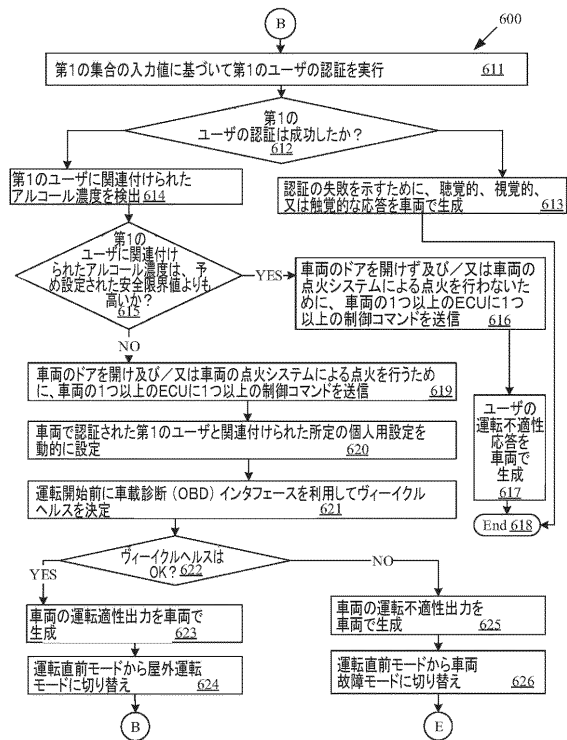 B
600
第1の集合の入力値に基づいて第1のユーザの認証を実行 611
第1の
ユーザの認証は成功したか?
612
第1のユーザに関連付けられた
アルコール濃度を検出 614
認証の失敗を示すために、聴覚的、視覚的、
又は触覚的な応答を車両で生成 613
第1の
ユーザに関連付け
られたアルコール濃度は、予
め設定された安全限界値よりも
高いか?
615
YES
車両のドアを開けず及び/又は車両の
点火システムによる点火を行わないた
めに、車両の1つ以上のECUに1つ
以上の制御コマンドを送信 616
NO
車両のドアを開け及び/又は車両の点火システムによる点火を行うため
に、車両の1つ以上のECUに1つ以上の制御コマンドを送信 619
ユーザの
運転不適性
応答を
車両で
生成
617
車両で認証された第1のユーザと関連付けられた所定の個人用設定を
動的に設定 620
運転開始前に車載診断(OBD)インタフェースを利用してヴィークル
ヘルスを決定 621
End 618
ヴィークルヘルスは
OK? 622
YES
NO
車両の運転適性出力を車両で
生成 623
車両の運転不適性出力を
車両で生成 625
運転直前モードから屋外運転
モードに切り替え 624
運転直前モードから車両
故障モードに切り替え 626
B
E